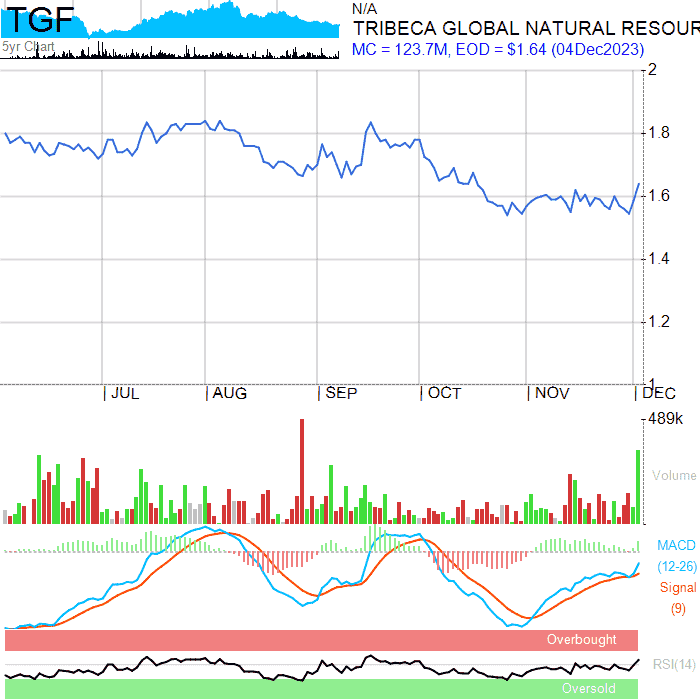 TGF
5yr Chart
N/A
TRIBECA GLOBAL NATURAL RESOUR
MC = 123.7M, EOD = $1.64 (04Dec2023)
2
1.8
1.6
1.4
1.2
1
JUL AUG SEP OCT NOV DEC
489k
Volume
MACD
(12-26)
Signal
(9)
Overbought
RSI(14)
Oversold